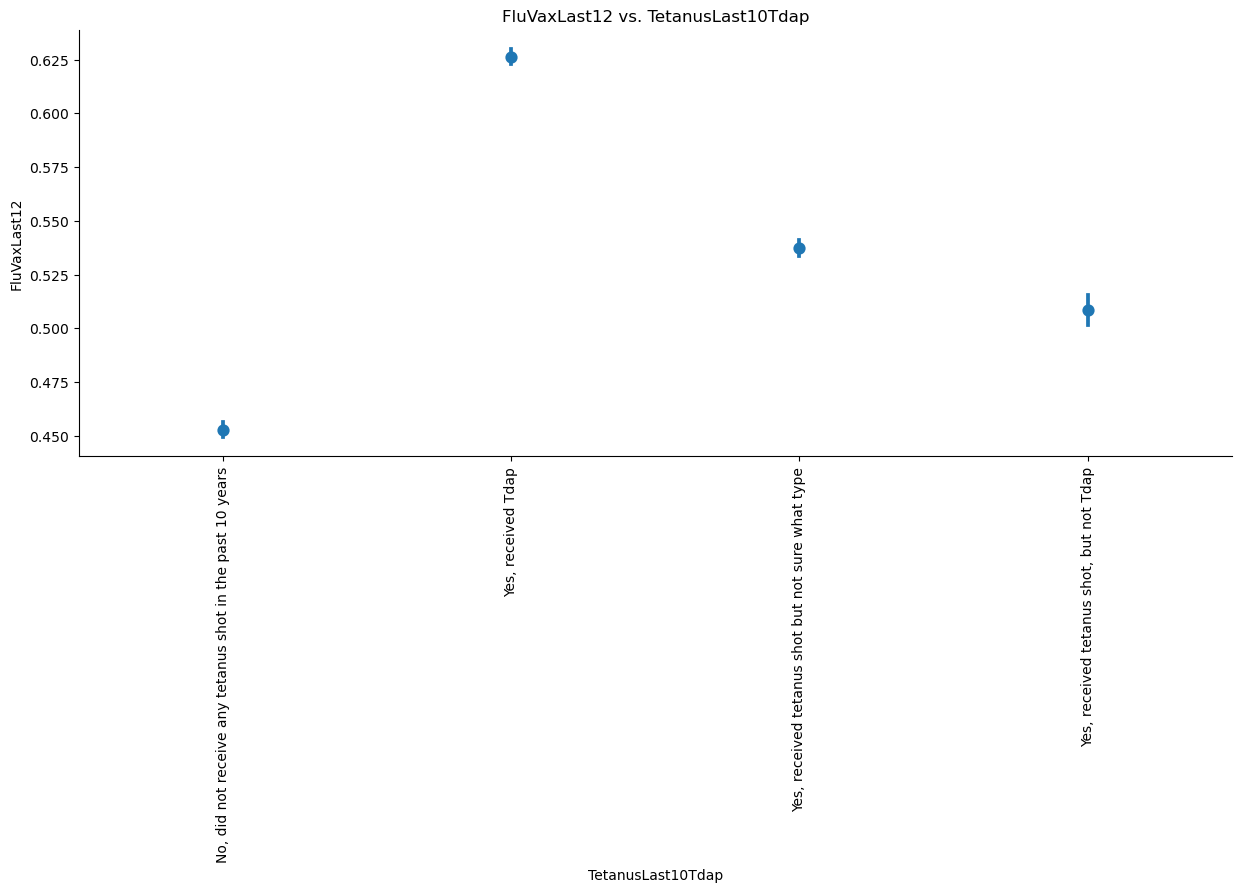 FluVaxLast12 vs. TetanusLast10Tdap
FluVaxLast12
0.625
0.600
0.575
0.550
0.525
0.500
0.475
0.450
No, did not receive any tetanus shot in the past 10 years
Yes, received Tdap
Yes, received tetanus shot but not sure what type
Yes, received tetanus shot, but not Tdap
TetanusLast10Tdap